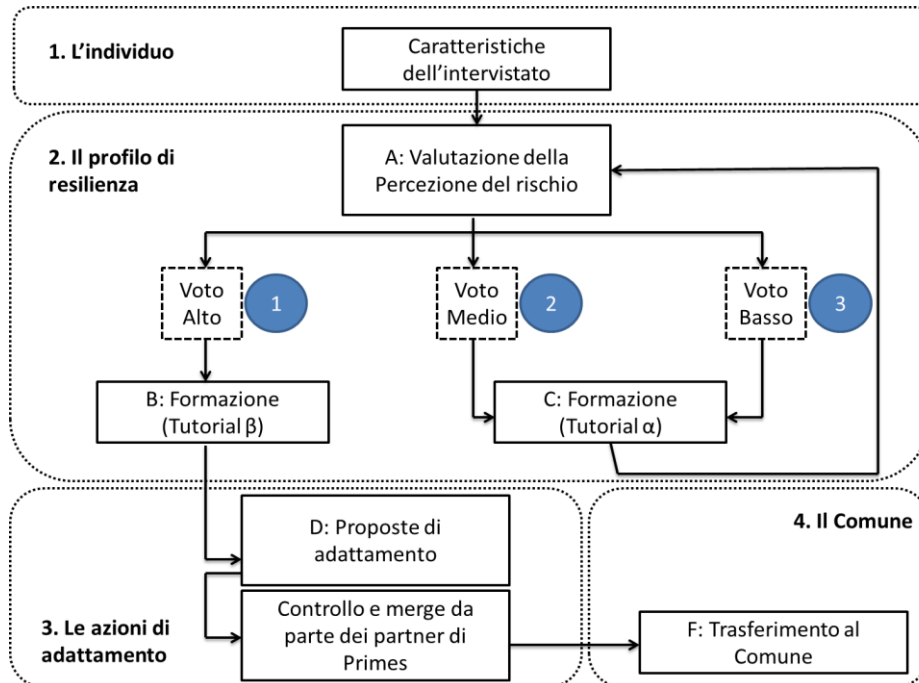 1. L’individuo
Caratteristiche
dell’intervistato
2. Il profilo di
resilienza
A: Valutazione della
Percezione del rischio
Voto
Alto
1
Voto
Medio
2
Voto
Basso
3
B: Formazione
(Tutorial β)
C: Formazione
(Tutorial α)
D: Proposte di
adattamento
4. Il Comune
3. Le azioni di
adattamento
Controllo e merge da
parte dei partner di
Primes
F: Trasferimento al
Comune